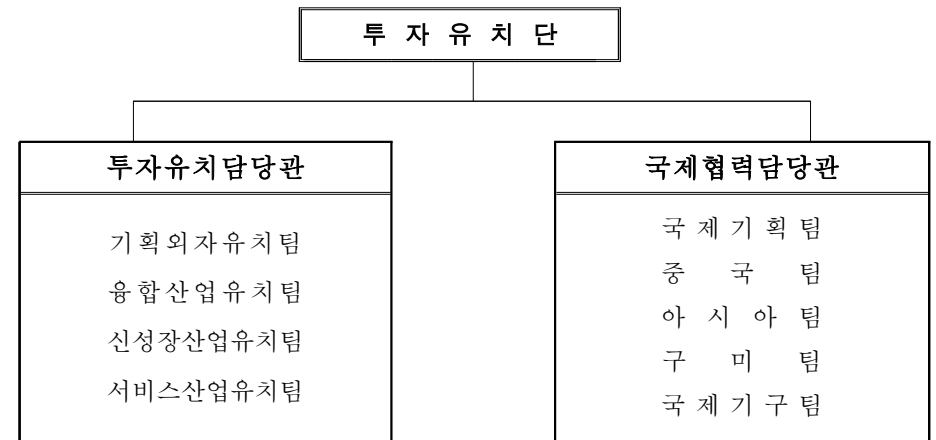 투 자 유 치 단
투자유치담당관
기획외자유치팀
융합산업유치팀
신성장산업유치팀
서비스산업유치팀
국제협력담당관
국 제 기 획 팀
중 국 팀
아 시 아 팀
구 미 팀
국 제 기 구 팀